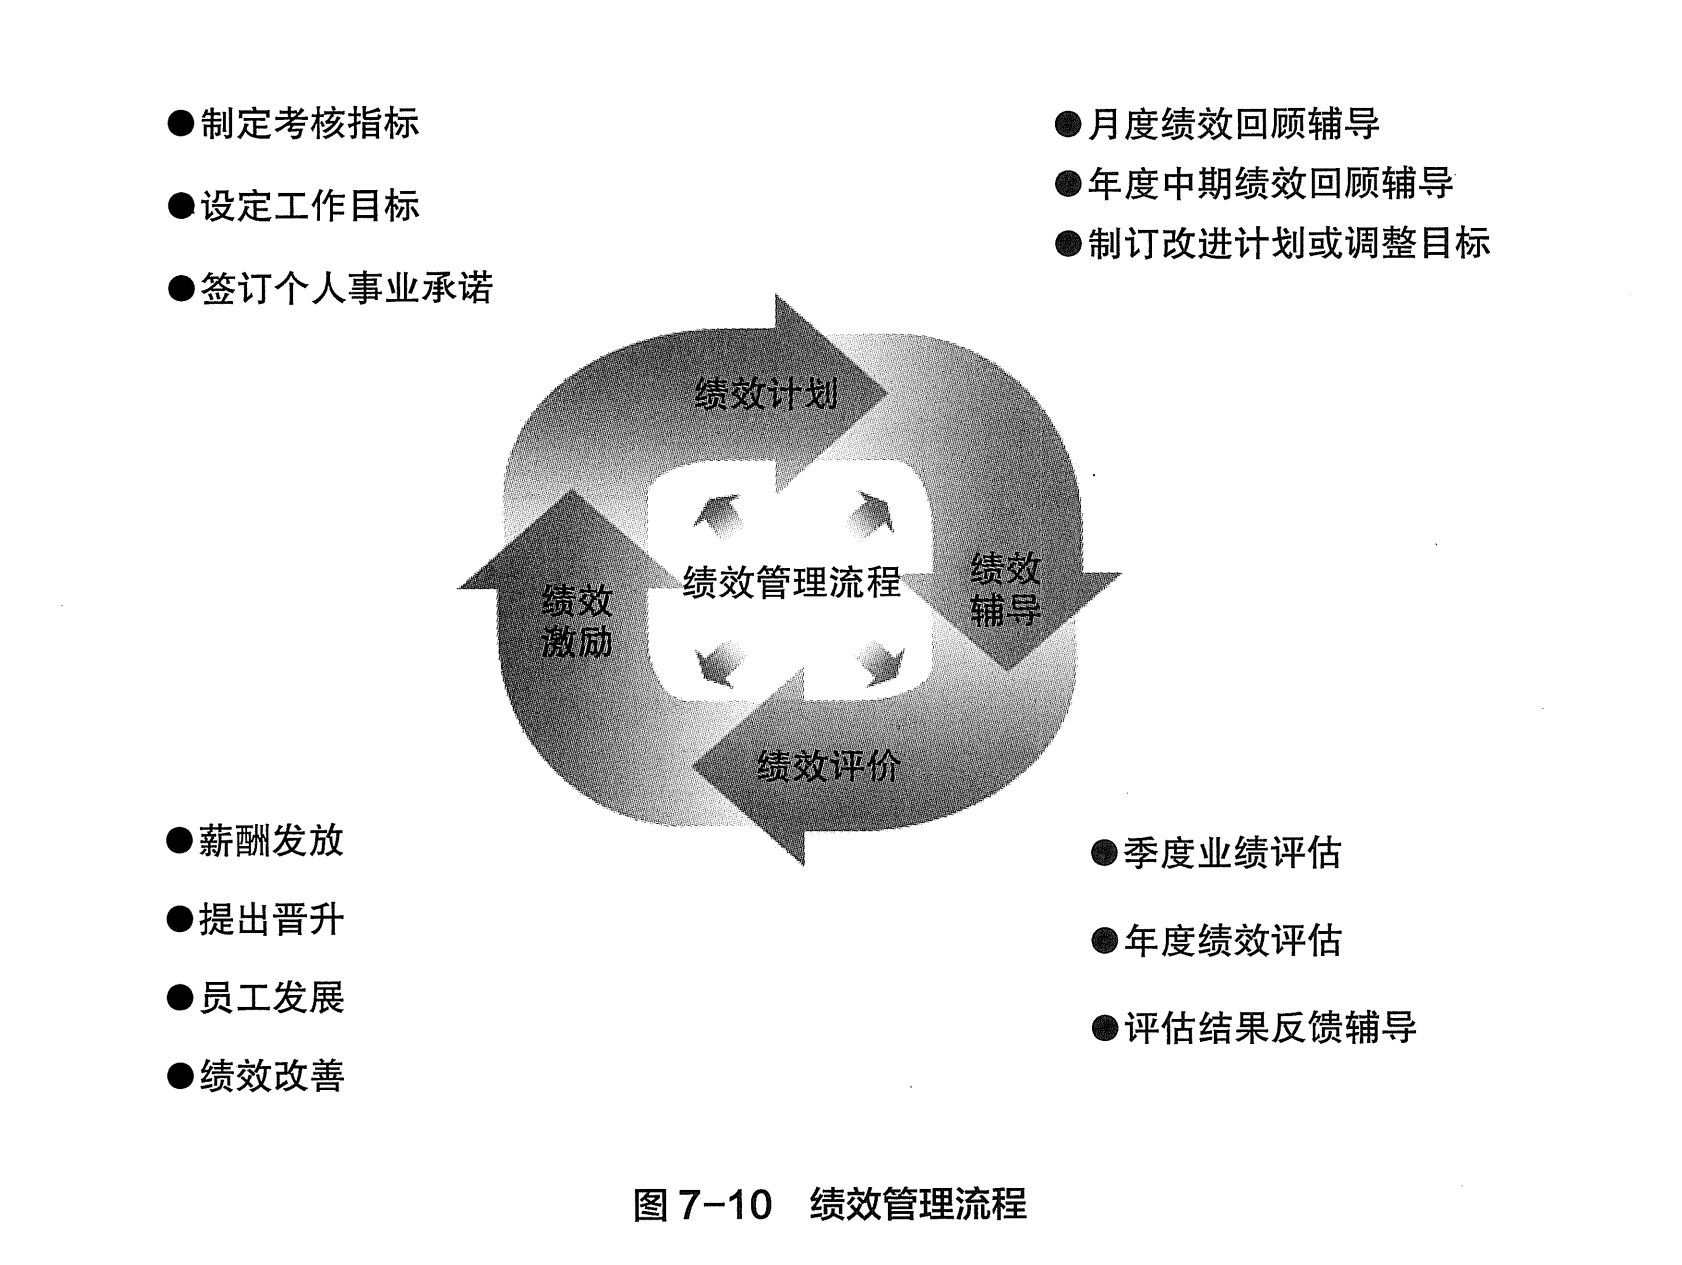 ●制定考核指标
●设定工作目标
●签订个人事业承诺
●月度绩效回顾辅导
●年度中期绩效回顾辅导
●制订改进计划或调整目标
绩效计划
绩效管理流程
绩效
辅导
绩效
激励
绩效评价
●薪酬发放
●提出晋升
●员工发展
●绩效改善
●季度业绩评估
●年度绩效评估
●评估结果反馈辅导
图 7-10 绩效管理流程